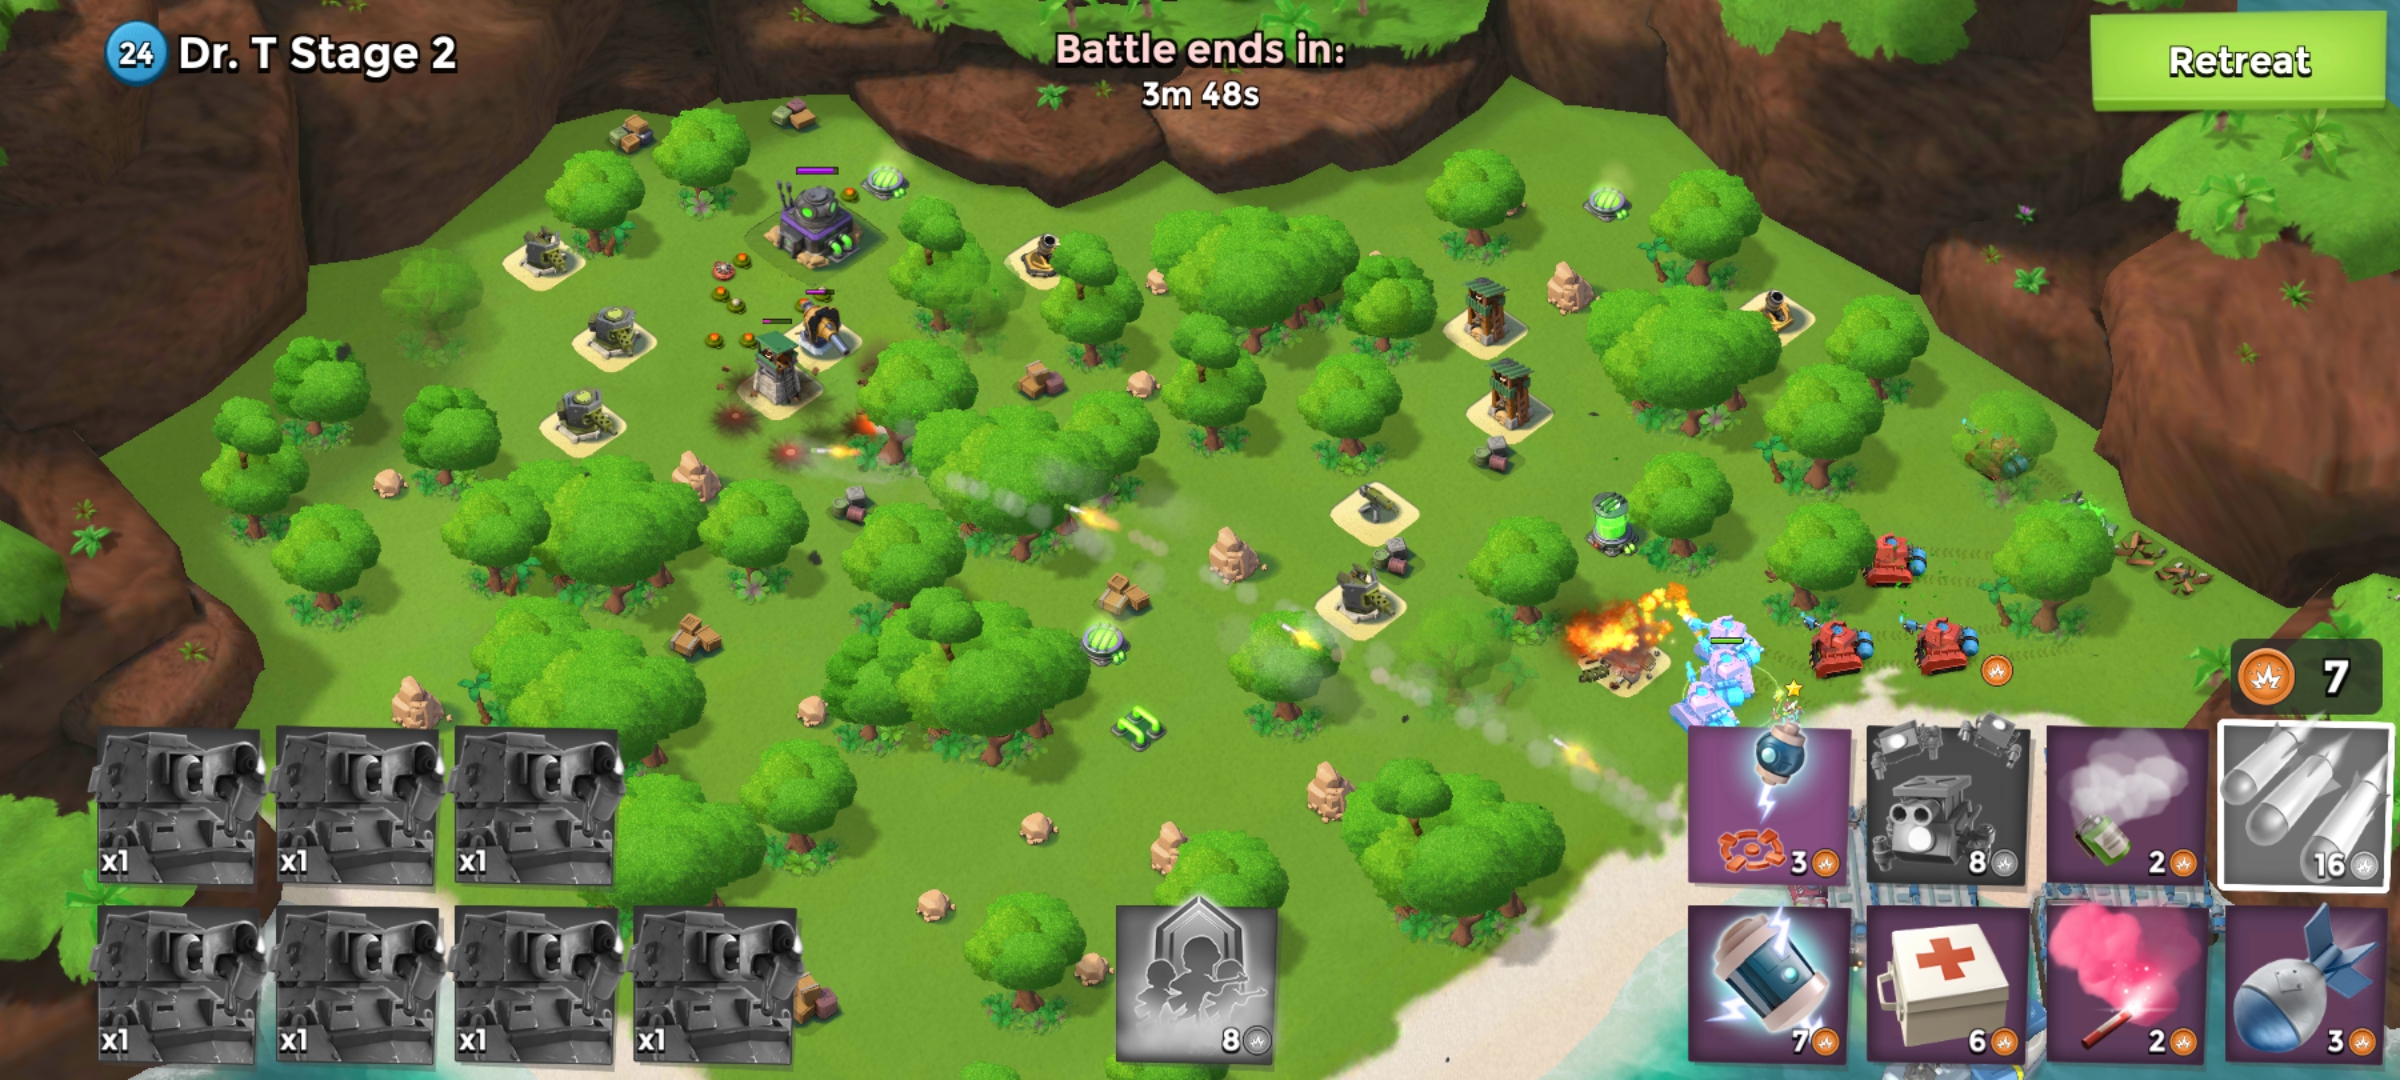 24 Dr. T Stage 2
Battle ends in:
3m 48s
Retreat
7
x1 x1 x1
x1 x1 x1 x1
8
3 8 2 16
7 6 2 3